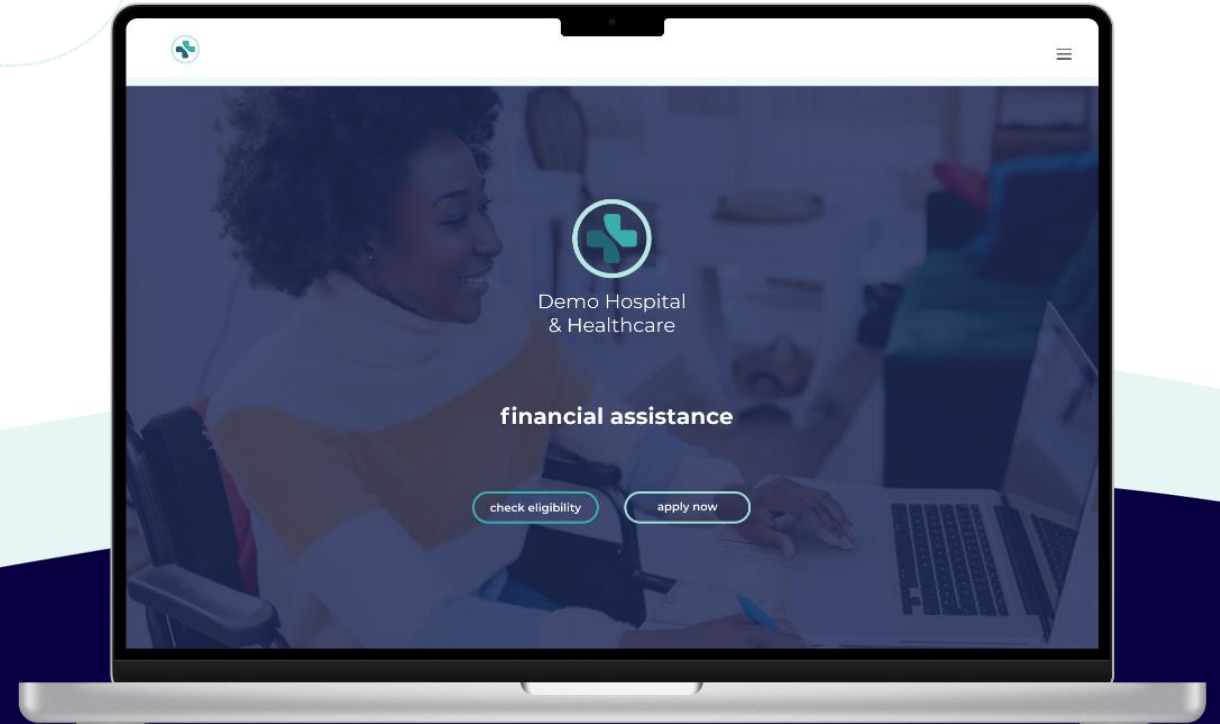 Demo Hospital
& Healthcare
financial assistance
check eligibility
apply now